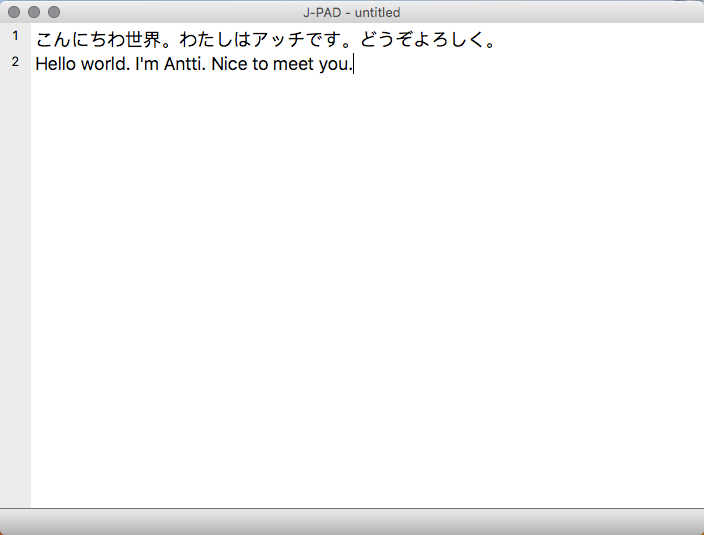 J-PAD - untitled
1 こんにちわ世界。わたしはアッチです。どうぞよろしく。
2 Hello world. I'm Antti. Nice to meet you.